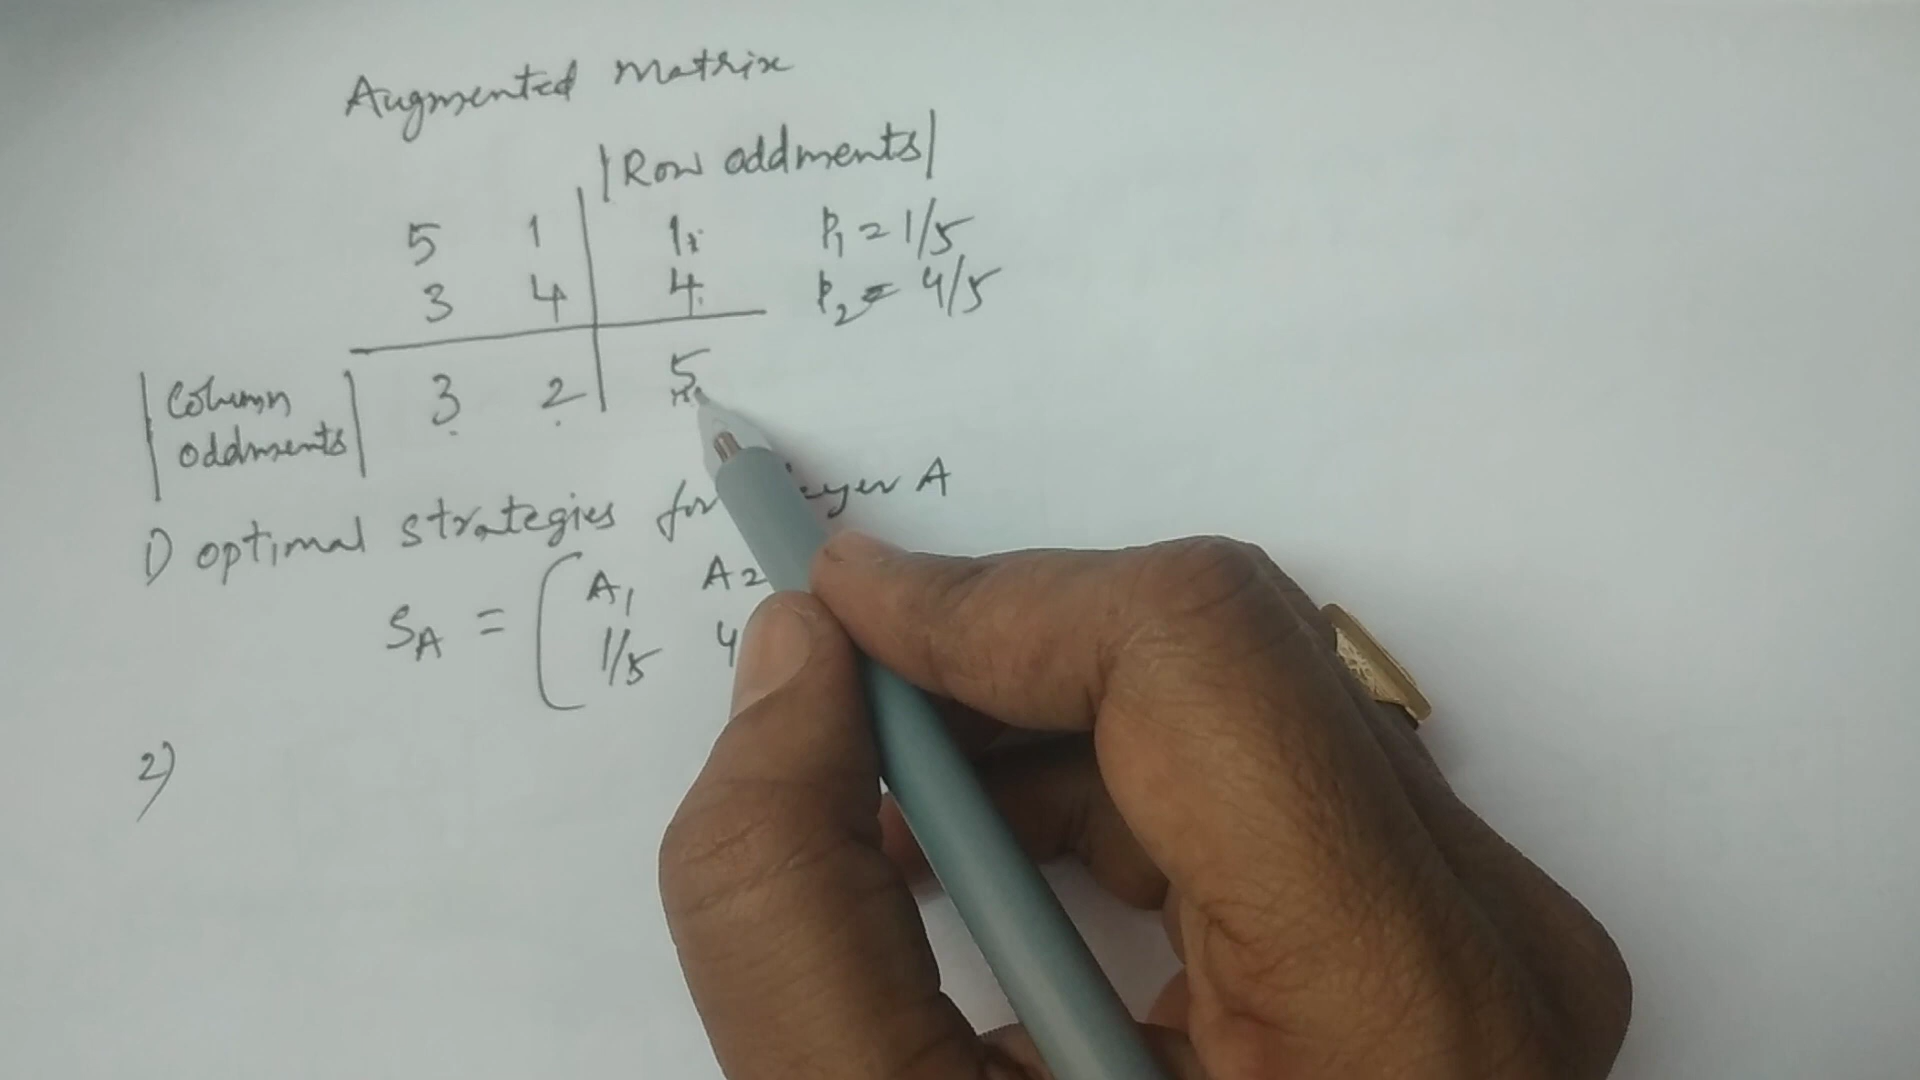 Augmented Matrix
|Row oddments|
5 1 1 P1 = 1/5
3 4 4 P2 = 4/5
|Column oddments| 3 2 5
1) optimal strategies for A
SA = ( A1 A2
1/5 4
2)